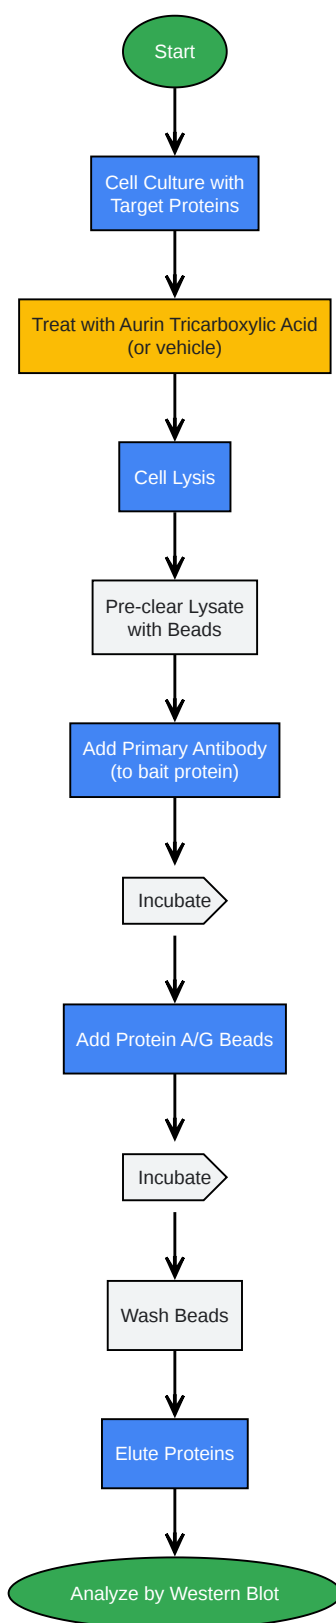 Start
Cell Culture with
Target Proteins
Treat with Aurin Tricarboxylic Acid
(or vehicle)
Cell Lysis
Pre-clear Lysate
with Beads
Add Primary Antibody
(to bait protein)
Incubate
Add Protein A/G Beads
Incubate
Wash Beads
Elute Proteins
Analyze by Western Blot